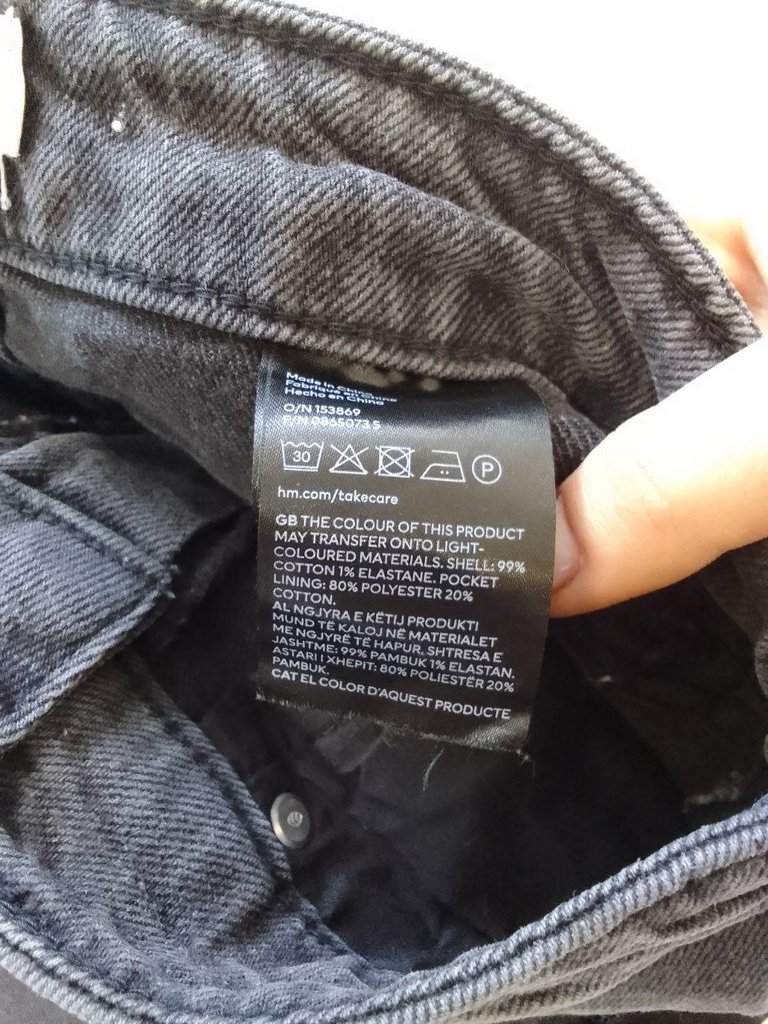 Made in China
Fabriqué en Chine
Hecho en China
O/N 153869
P/N 0865073 5
30 P
hm.com/takecare
GB THE COLOUR OF THIS PRODUCT
MAY TRANSFER ONTO LIGHT-
COLOURED MATERIALS. SHELL: 99%
COTTON 1% ELASTANE. POCKET
LINING: 80% POLYESTER 20%
COTTON.
AL NGJYRA E KËTIJ PRODUKTI
MUND TË KALOJ NË MATERIALET
ME NGJYRË TË HAPUR. SHTRESA E
JASHTME: 99% PAMBUK 1% ELASTAN.
ASTARI I XHEPIT: 80% POLIESTËR 20%
PAMBUK.
CAT EL COLOR D'AQUEST PRODUCTE